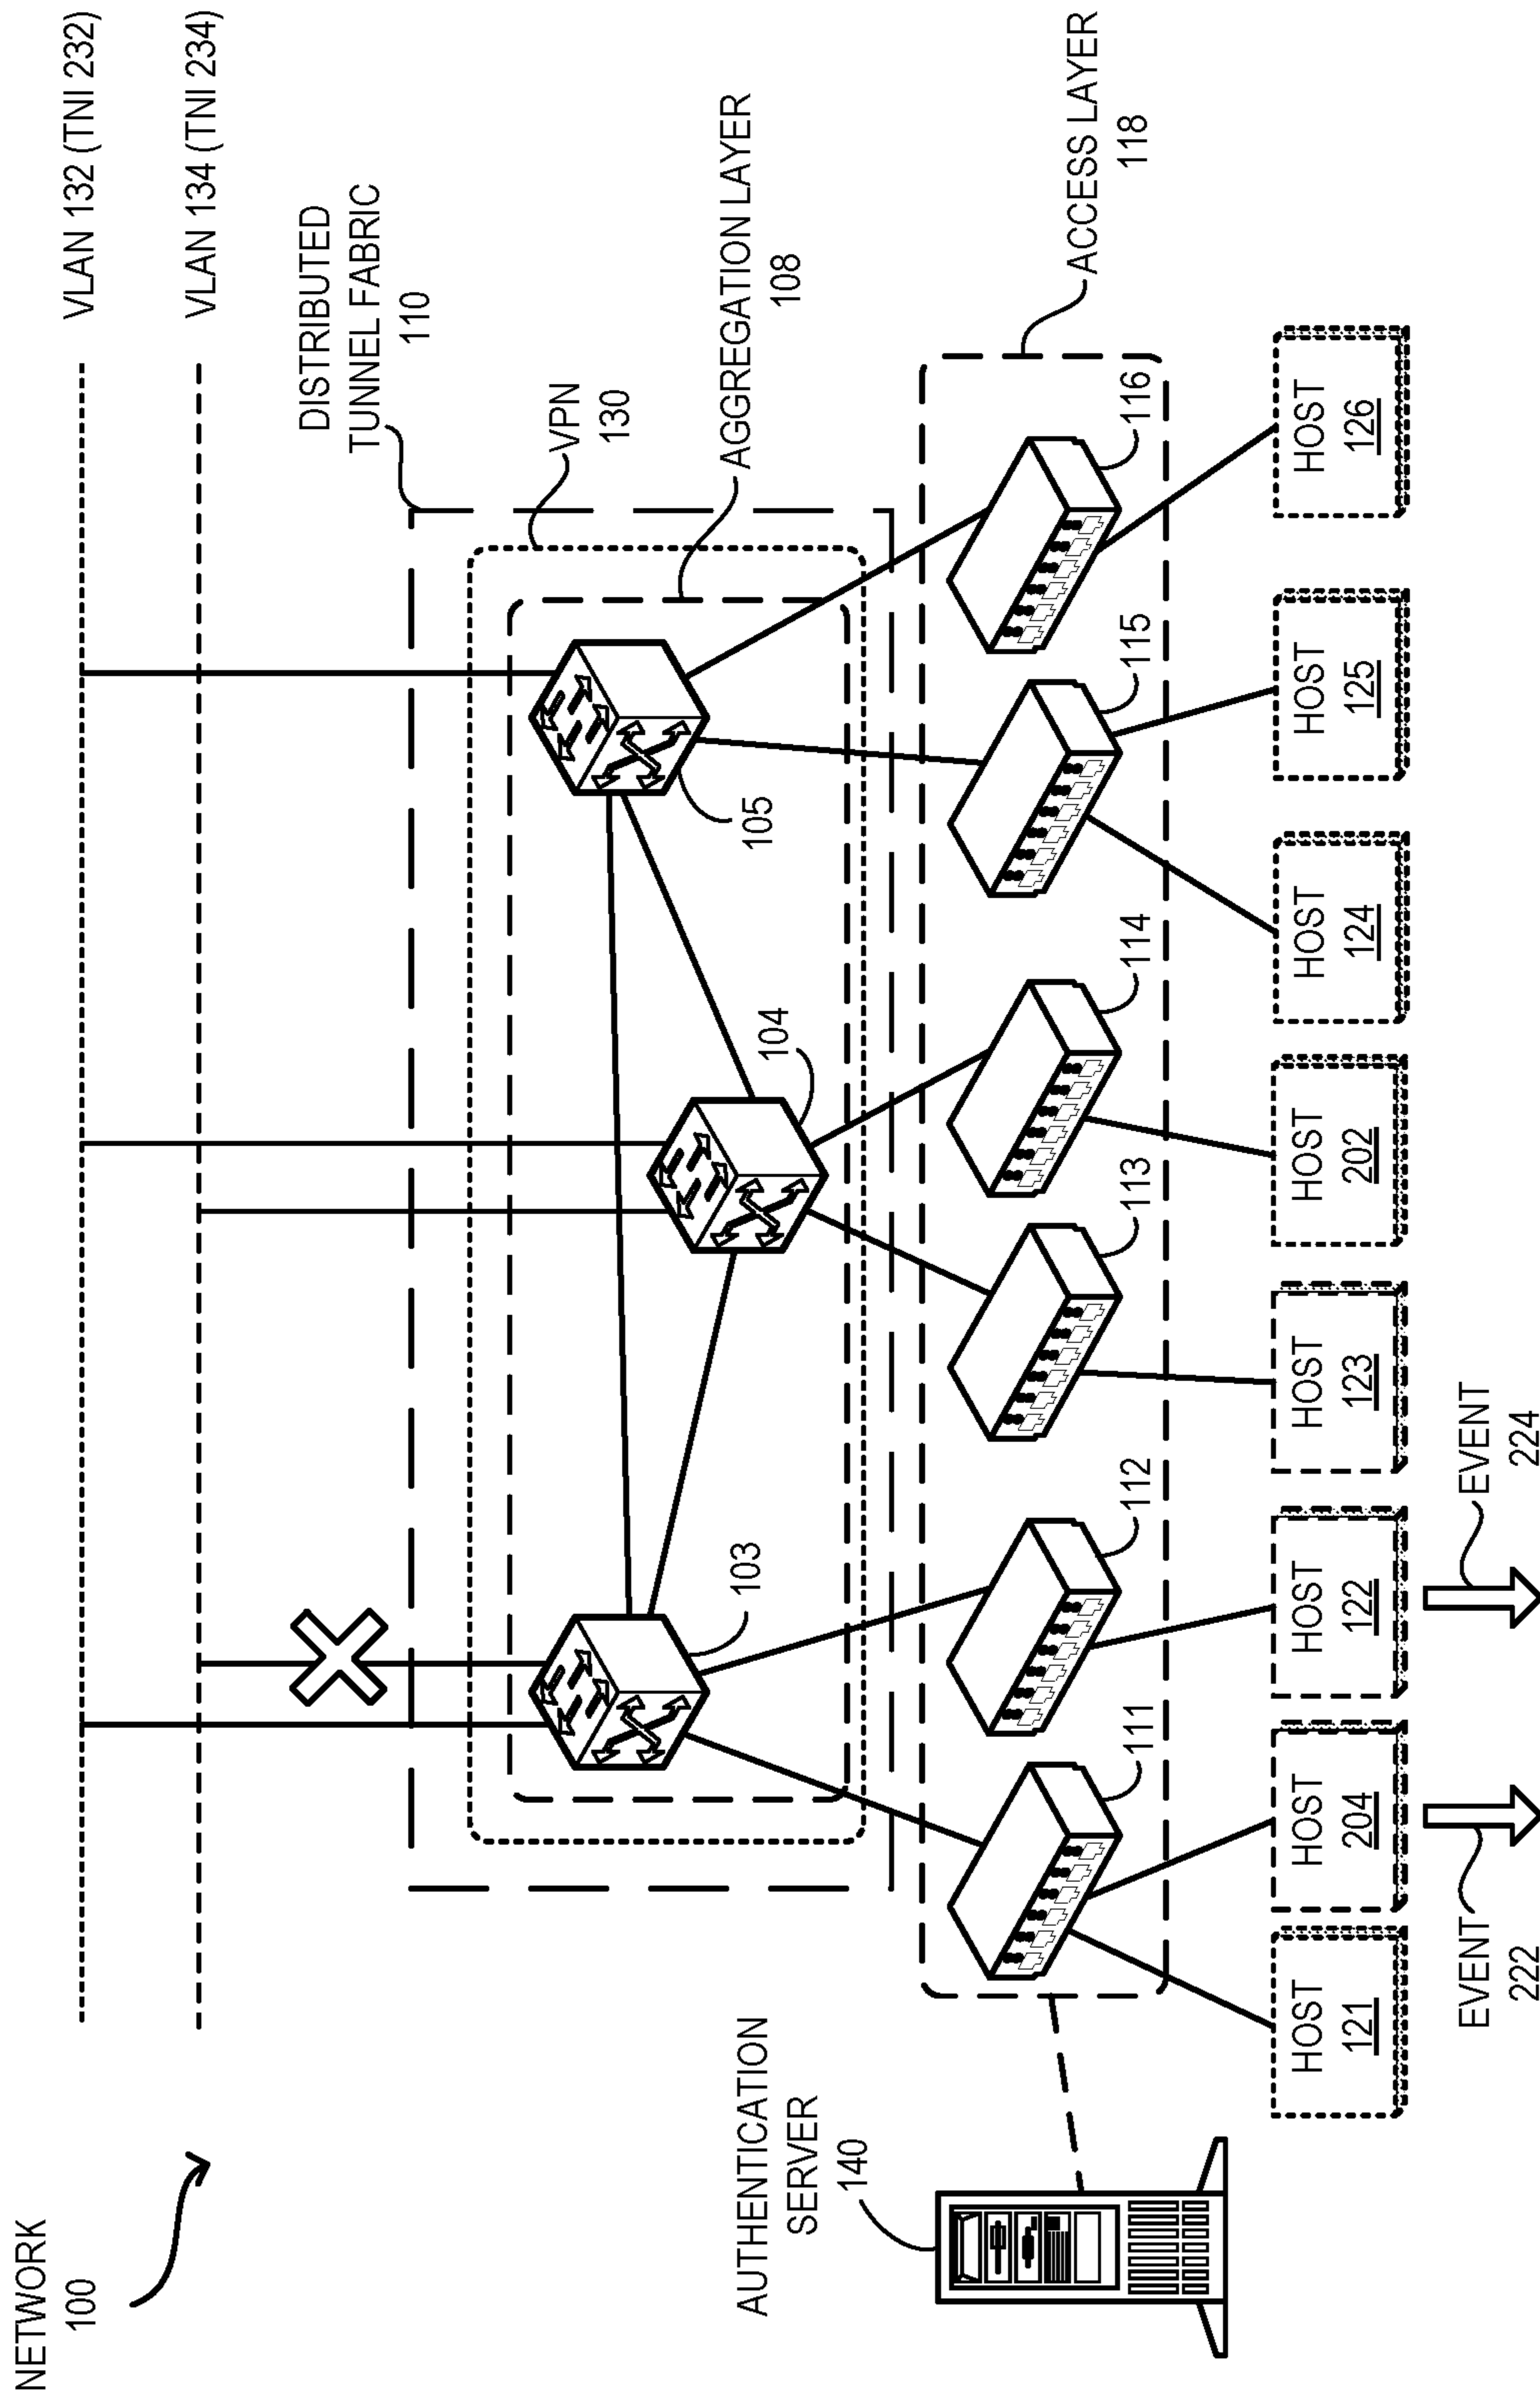 NETWORK
100
VLAN 132 (TNI 232)
VLAN 134 (TNI 234)
DISTRIBUTED
TUNNEL FABRIC
110
VPN
130
AGGREGATION LAYER
108
103
104
105
ACCESS LAYER
118
AUTHENTICATION
SERVER
140
111
112
113
114
115
116
HOST
121
HOST
204
HOST
122
HOST
123
HOST
202
HOST
124
HOST
125
HOST
126
EVENT
222
EVENT
224